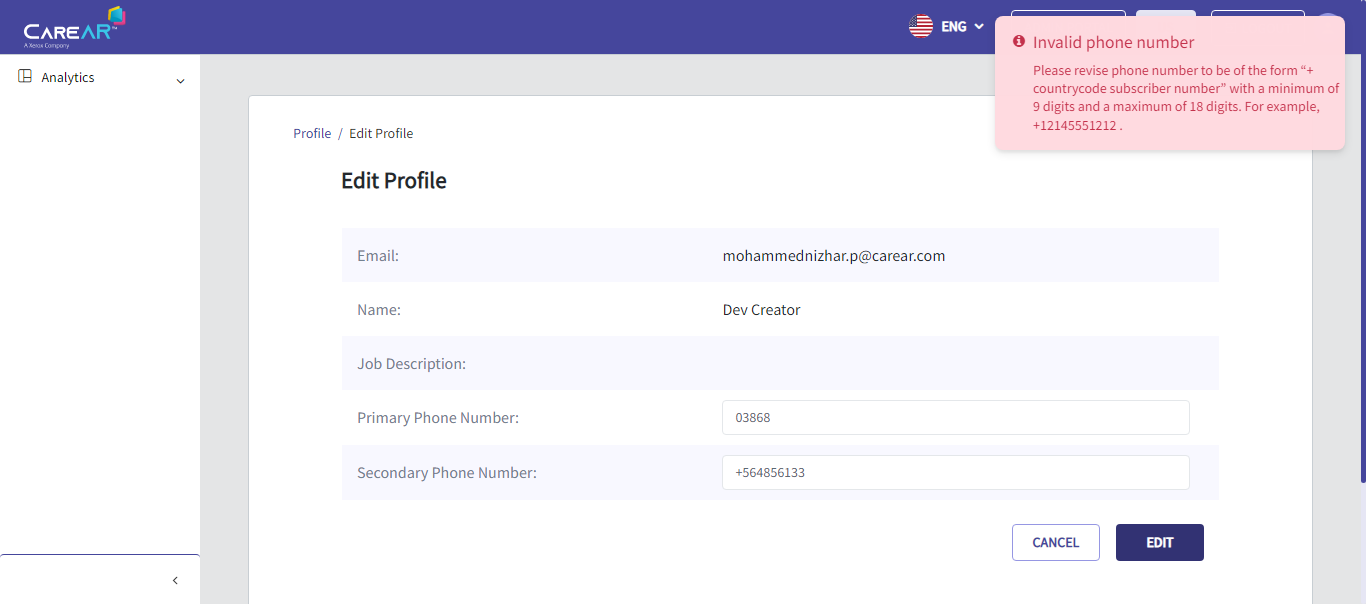 CAREAR™
A Xerox Company
ENG
Invalid phone number
Please revise phone number to be of the form “+
countrycode subscriber number” with a minimum of
9 digits and a maximum of 18 digits. For example,
+12145551212 .
Analytics
Profile / Edit Profile
Edit Profile
Email: mohammednizhar.p@carear.com
Name: Dev Creator
Job Description:
Primary Phone Number: 03868
Secondary Phone Number: +564856133
CANCEL EDIT